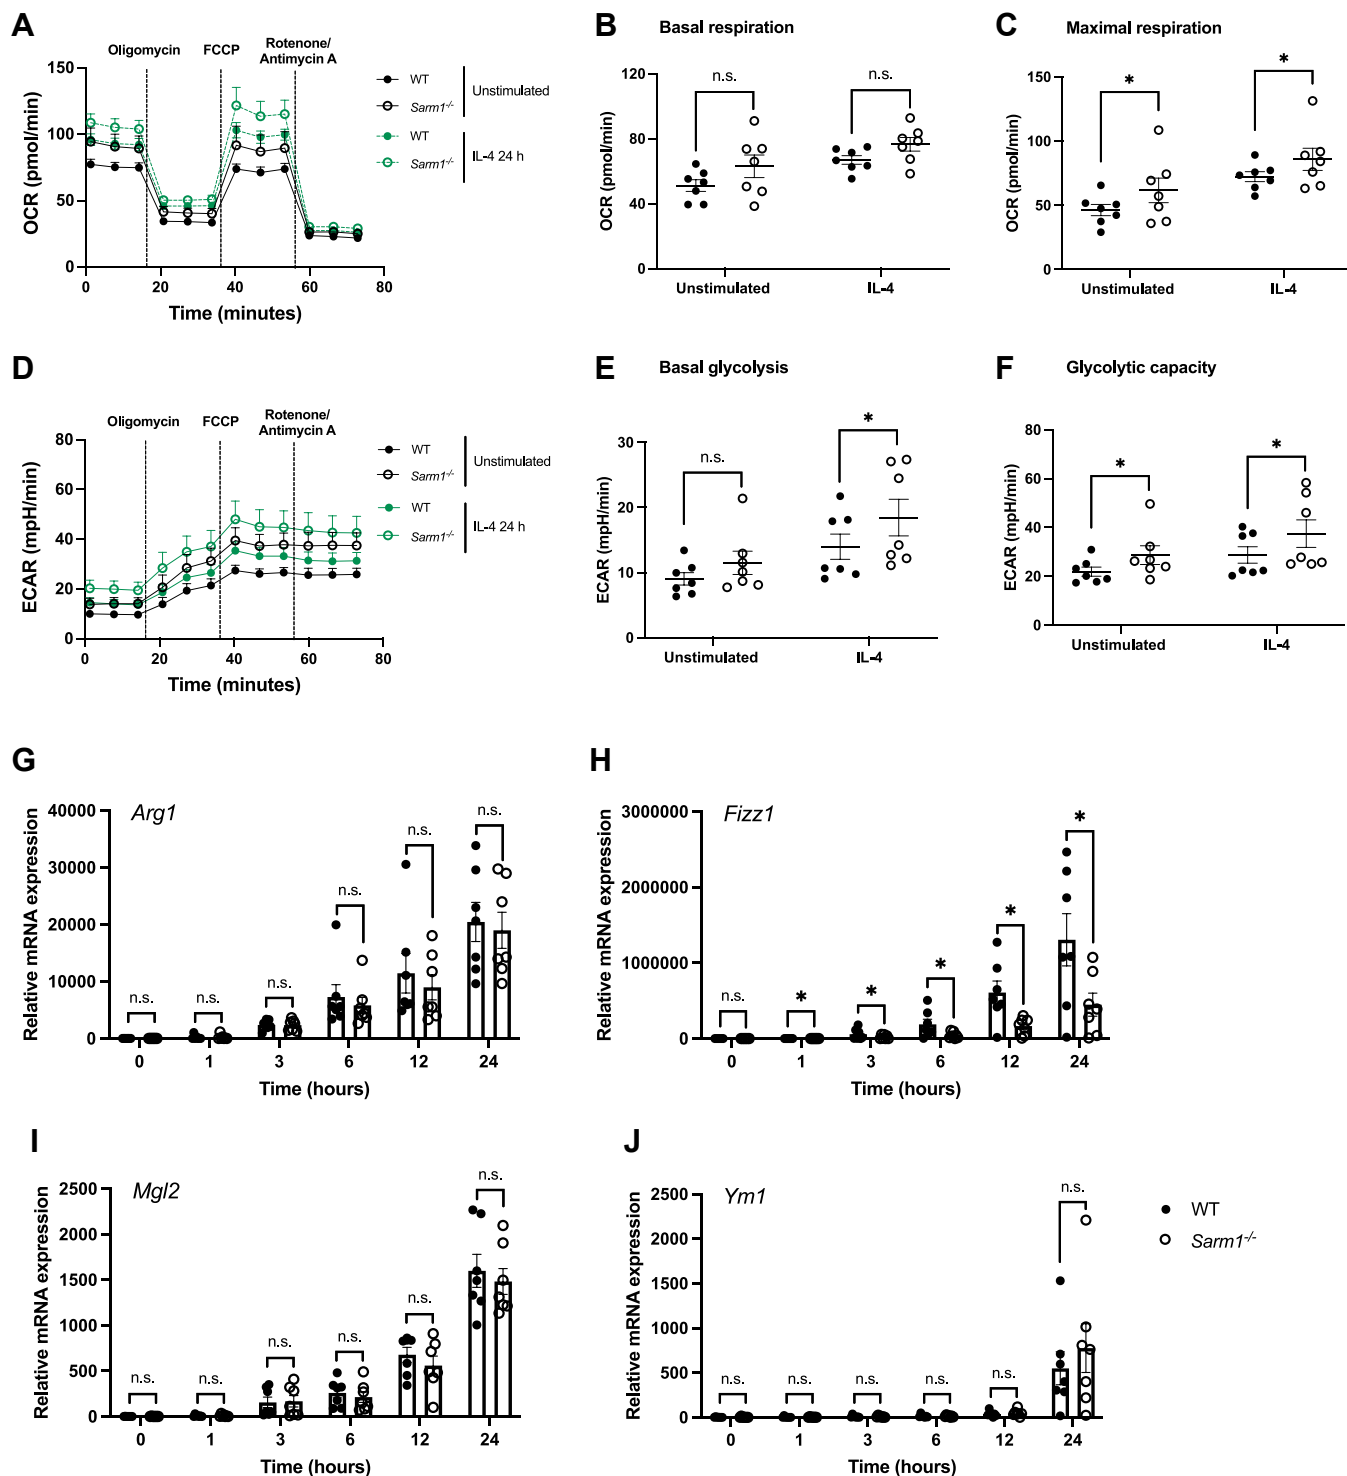 A
Oligomycin
FCCP
Rotenone/
Antimycin A
OCR (pmol/min)
150
100
50
0
0 20 40 60 80
Time (minutes)
WT
Sarm1-/-
Unstimulated
WT
Sarm1-/-
IL-4 24 h
B
Basal respiration
n.s.
n.s.
OCR (pmol/min)
120
80
40
0
Unstimulated
IL-4
C
Maximal respiration
*
*
OCR (pmol/min)
150
100
50
0
Unstimulated
IL-4
D
Oligomycin
FCCP
Rotenone/
Antimycin A
ECAR (mpH/min)
80
60
40
20
0
0 20 40 60 80
Time (minutes)
WT
Sarm1-/-
Unstimulated
WT
Sarm1-/-
IL-4 24 h
E
Basal glycolysis
n.s.
*
ECAR (mpH/min)
30
20
10
0
Unstimulated
IL-4
F
Glycolytic capacity
*
*
ECAR (mpH/min)
80
60
40
20
0
Unstimulated
IL-4
G
Arg1
Relative mRNA expression
40000
30000
20000
10000
0
n.s. n.s. n.s. n.s. n.s. n.s.
0 1 3 6 12 24
Time (hours)
H
Fizz1
Relative mRNA expression
3000000
2000000
1000000
0
n.s. * * * * *
0 1 3 6 12 24
Time (hours)
I
Mgl2
Relative mRNA expression
2500
2000
1500
1000
500
0
n.s. n.s. n.s. n.s. n.s. n.s.
0 1 3 6 12 24
Time (hours)
J
Ym1
Relative mRNA expression
2500
2000
1500
1000
500
0
n.s. n.s. n.s. n.s. n.s. n.s.
0 1 3 6 12 24
Time (hours)
WT
Sarm1-/-